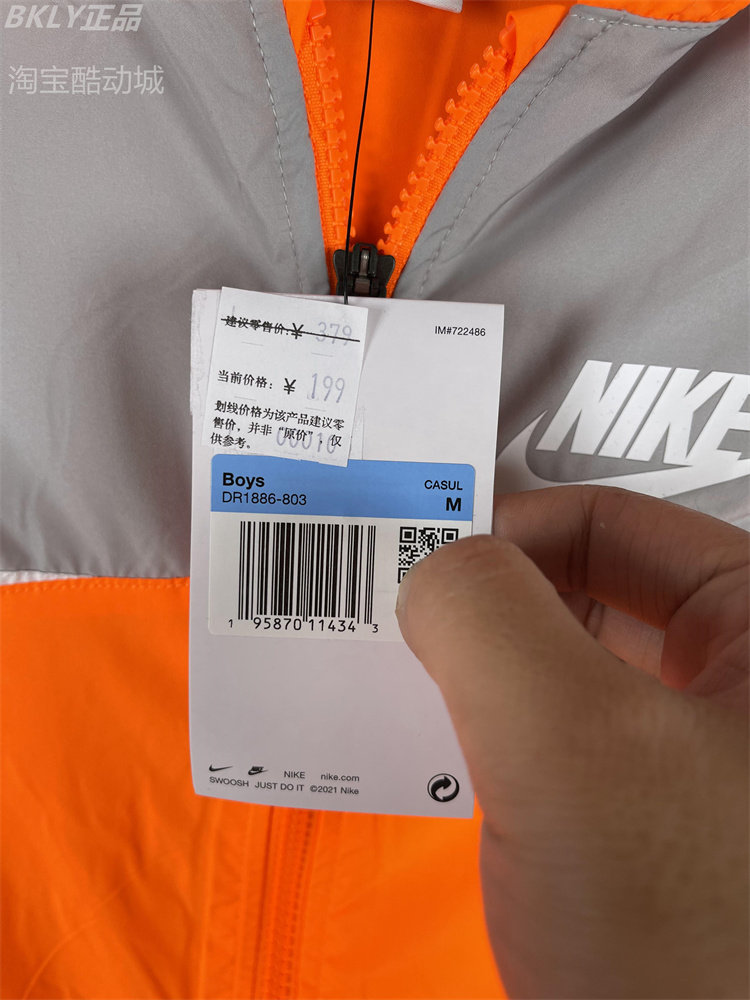 BKLY正品
淘宝酷动城
建议零售价:¥ 379
IM#722486
当前价格: ¥ 199
划线价格为该产品建议零
售价，并非“原价”，仅
供参考。
00010
NIKE
Boys
CASUL
DR1886-803
M
1 95870 11434 3
NIKE nike.com
SWOOSH JUST DO IT ©2021 Nike